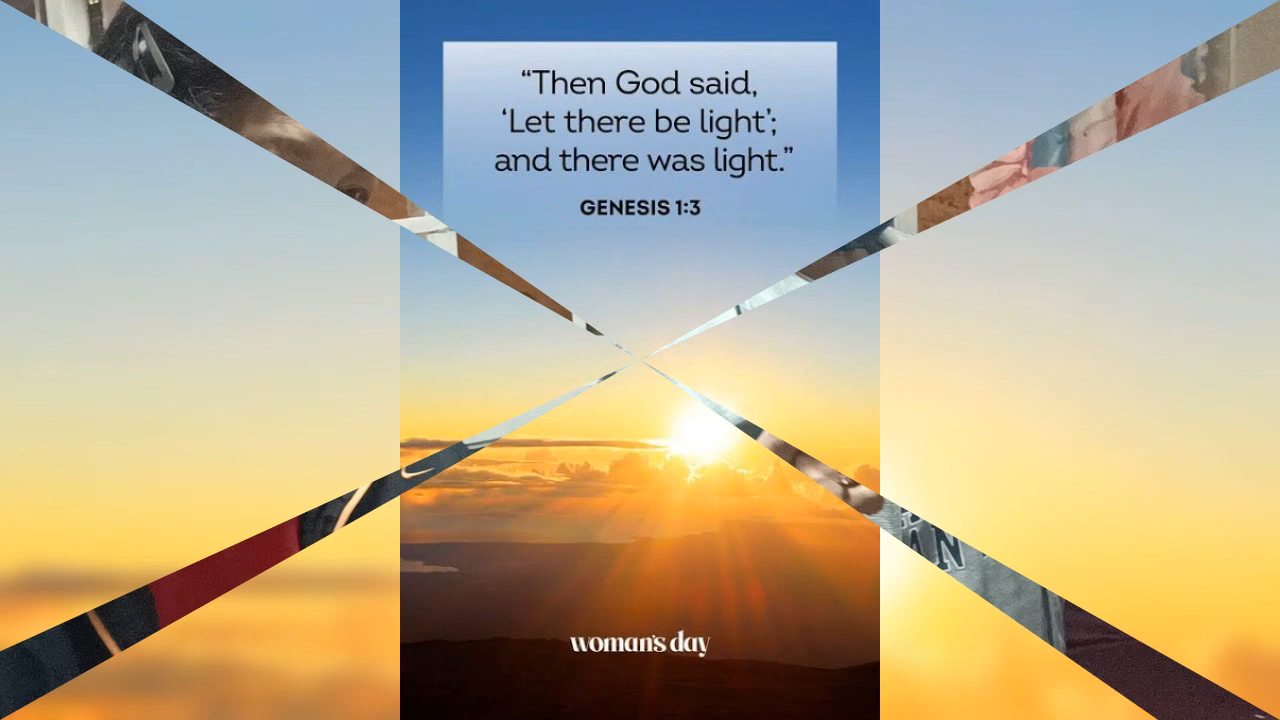 “Then God said,
‘Let there be light’;
and there was light.”
GENESIS 1:3
woman's day